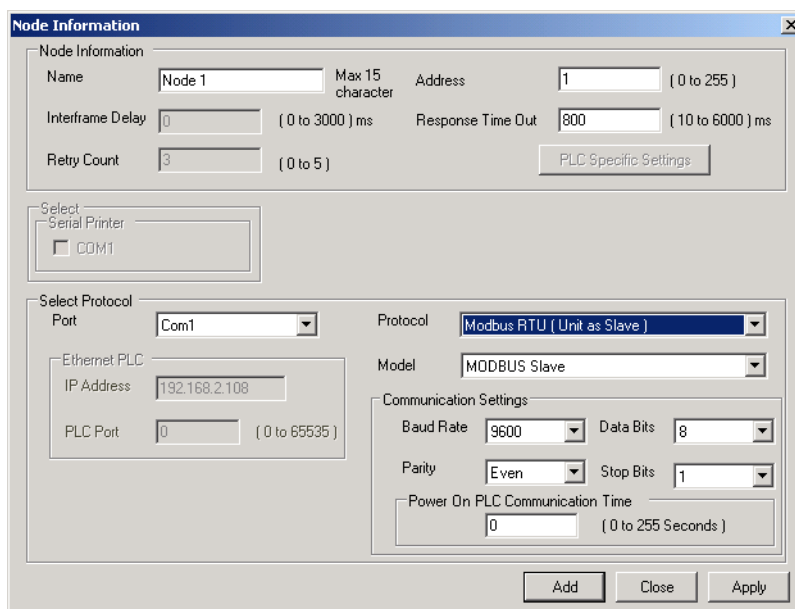 Node Information
Node Information
Name Node 1 Max 15 character Address 1 ( 0 to 255 )
Interframe Delay 0 ( 0 to 3000 ) ms Response Time Out 800 ( 10 to 6000 ) ms
Retry Count 3 ( 0 to 5 ) PLC Specific Settings
Select
Serial Printer
COM1
Select Protocol
Port Com1 Protocol Modbus RTU ( Unit as Slave )
Ethernet PLC Model MODBUS Slave
IP Address 192.168.2.108 Communication Settings
Baud Rate 9600 Data Bits 8
PLC Port 0 ( 0 to 65535 )
Parity Even Stop Bits 1
Power On PLC Communication Time
0 ( 0 to 255 Seconds )
Add Close Apply